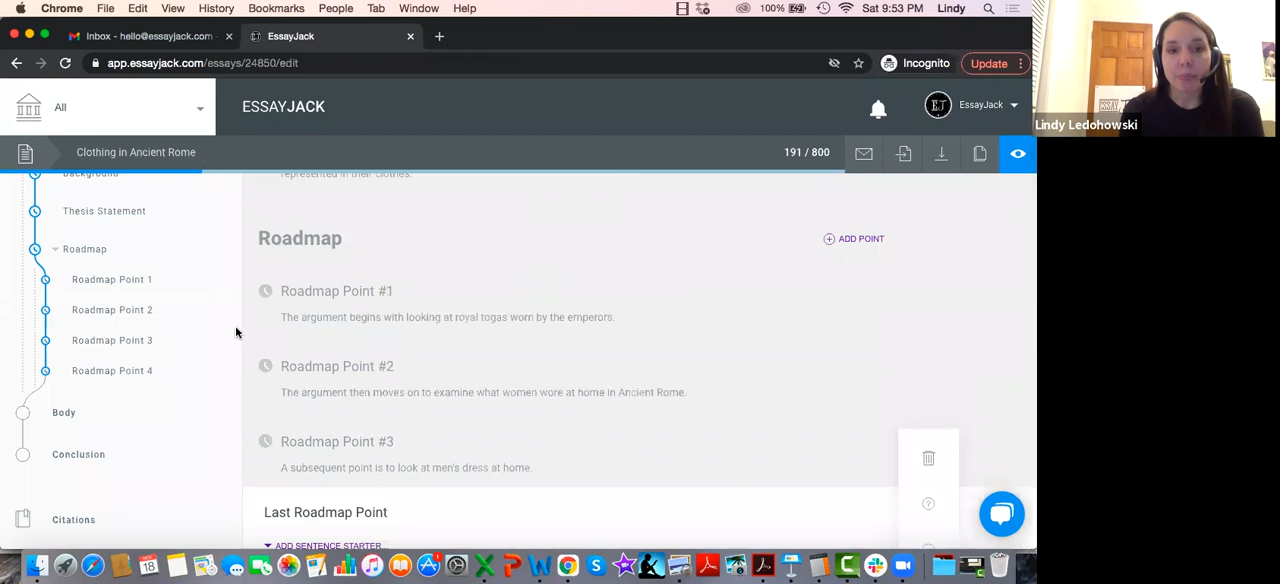 Chrome File Edit View History Bookmarks People Tab Window Help 100% Sat 9:53 PM Lindy
Inbox - hello@essayjack.com
EssayJack
app.essayjack.com/essays/24850/edit
Incognito
Update
All
ESSAYJACK
EJ
EssayJack
Lindy Ledohowski
Clothing in Ancient Rome
191 / 800
Background
represented in their clothes.
Thesis Statement
Roadmap
Roadmap
ADD POINT
Roadmap Point 1
Roadmap Point #1
Roadmap Point 2
The argument begins with looking at royal togas worn by the emperors.
Roadmap Point 3
Roadmap Point #2
Roadmap Point 4
The argument then moves on to examine what women wore at home in Ancient Rome.
Body
Roadmap Point #3
Conclusion
A subsequent point is to look at men's dress at home.
Last Roadmap Point
Citations
ADD SENTENCE STARTER...
NOV
18